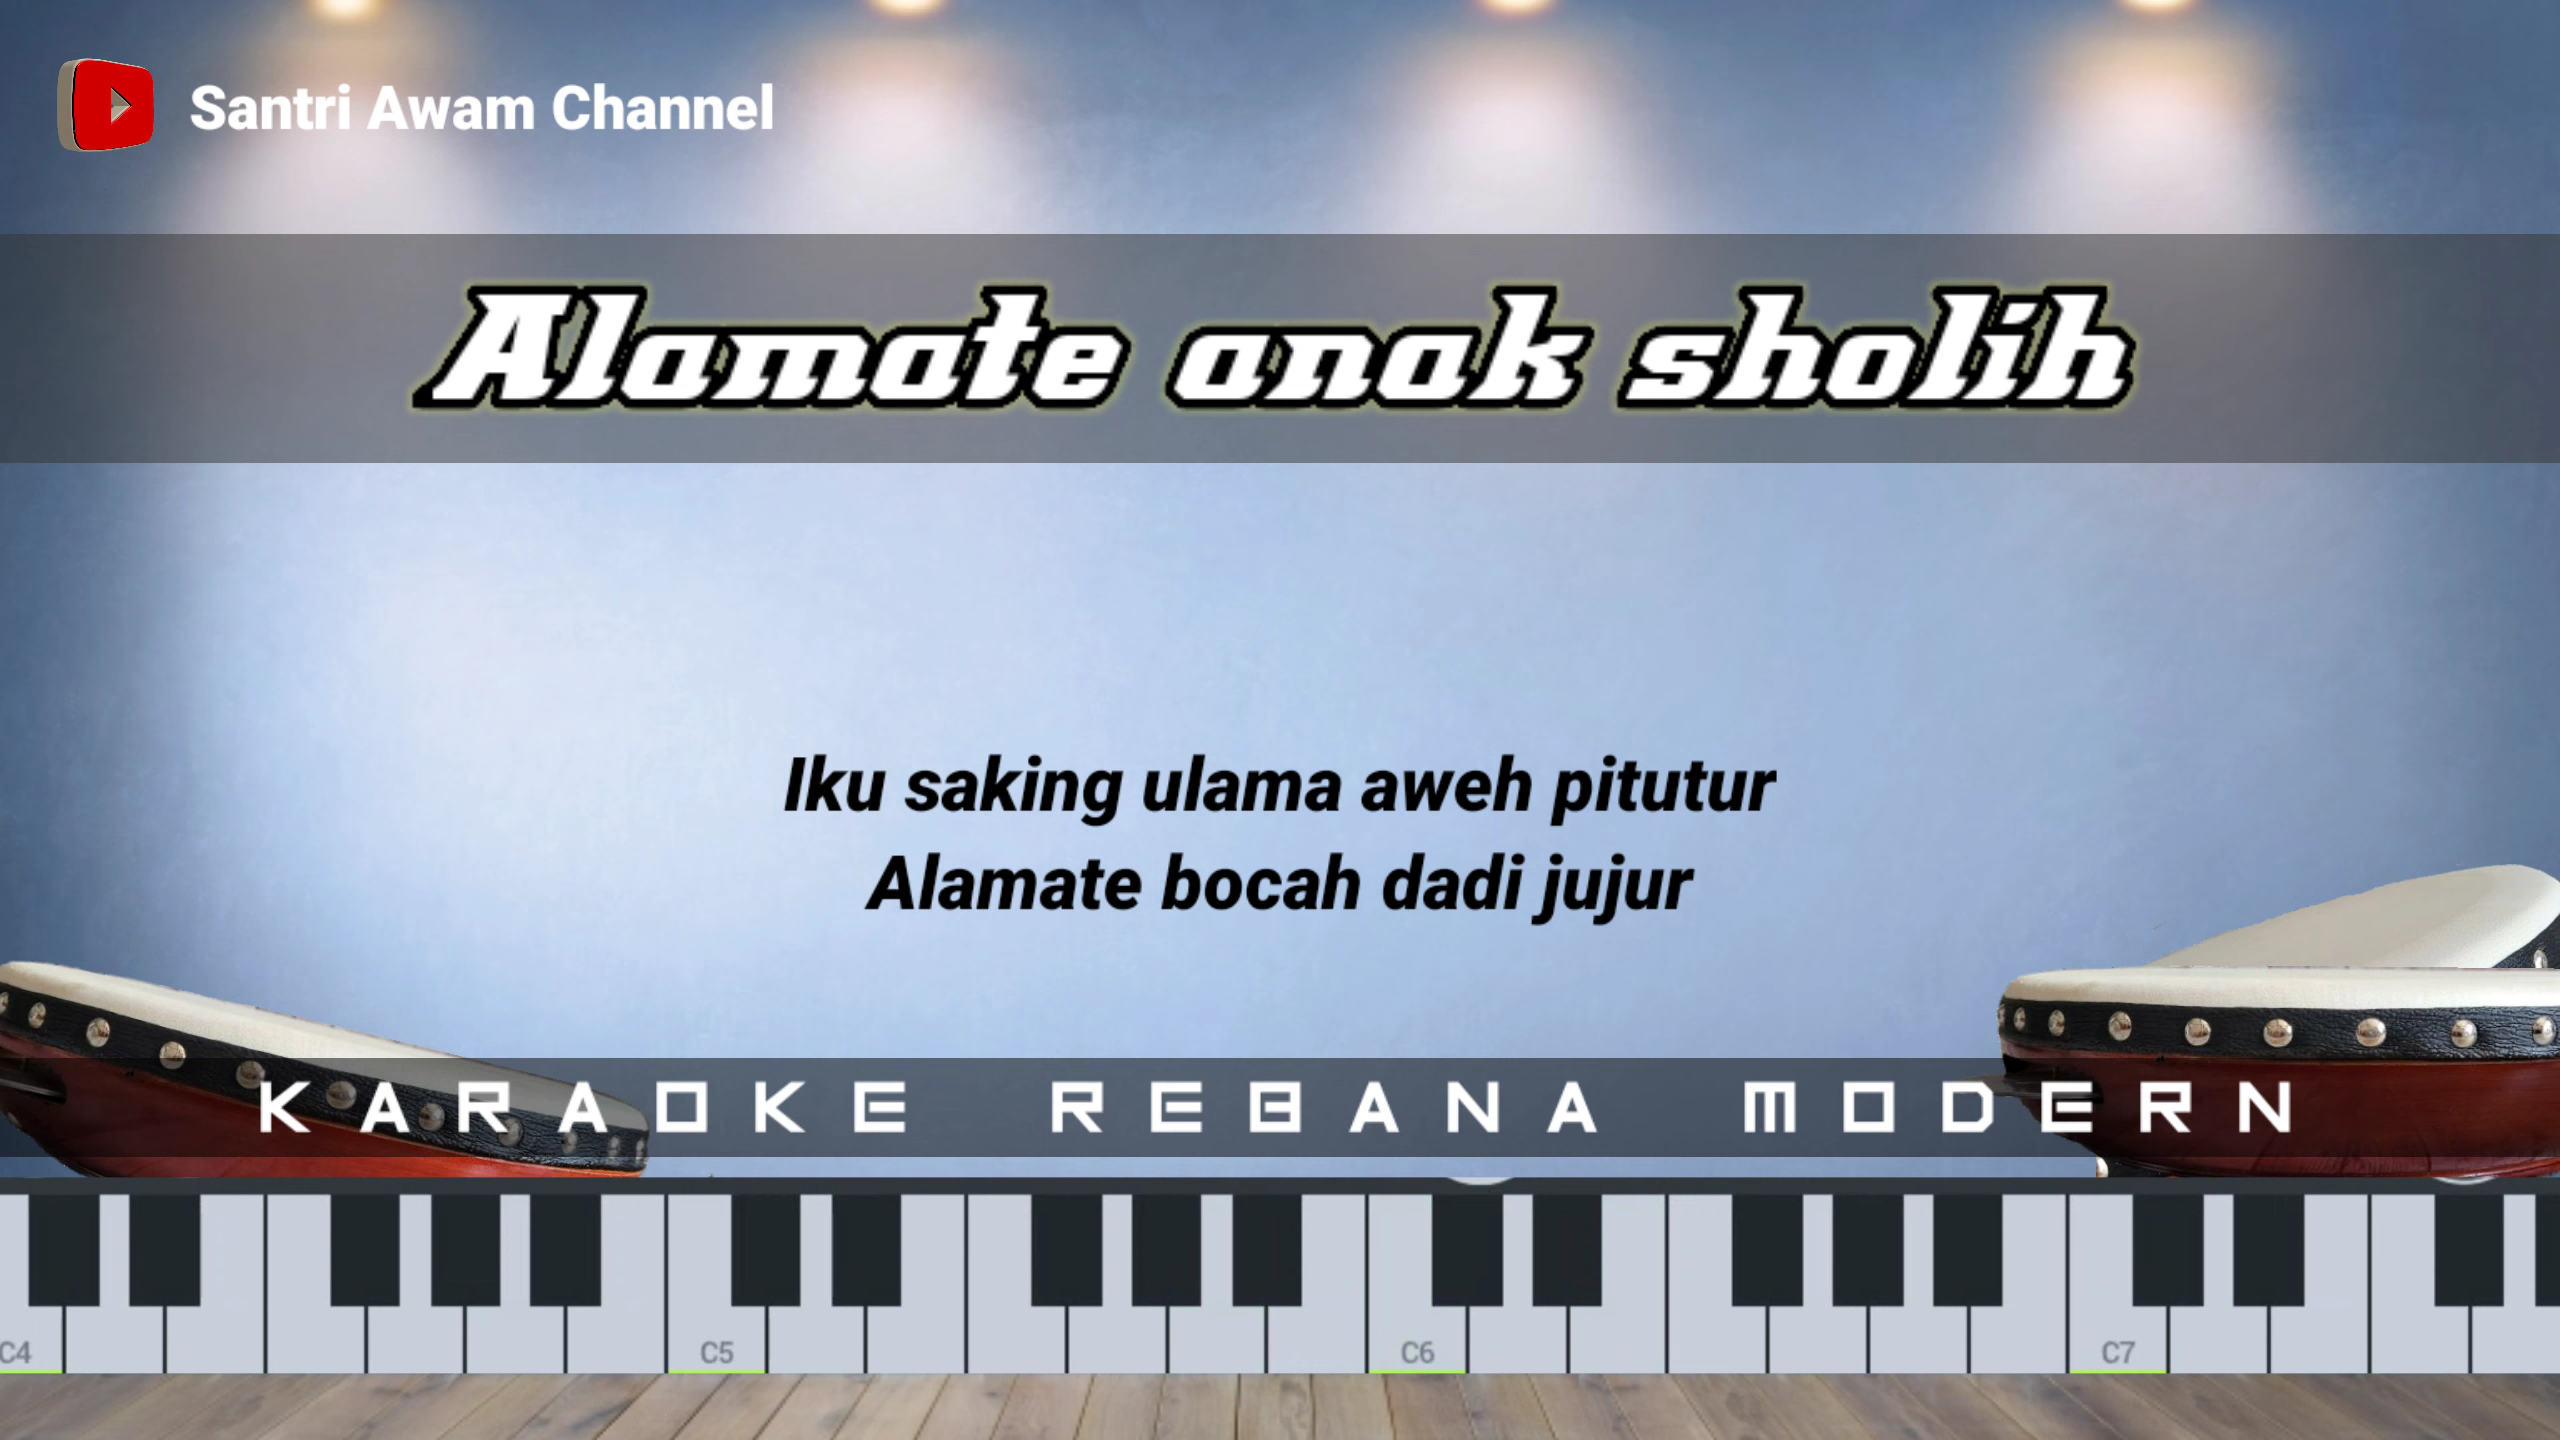 Santri Awam Channel
Alamate anak sholih
Iku saking ulama aweh pitutur
Alamate bocah dadi jujur
KARAOKE REBANA MODERN
C4 C5 C6 C7